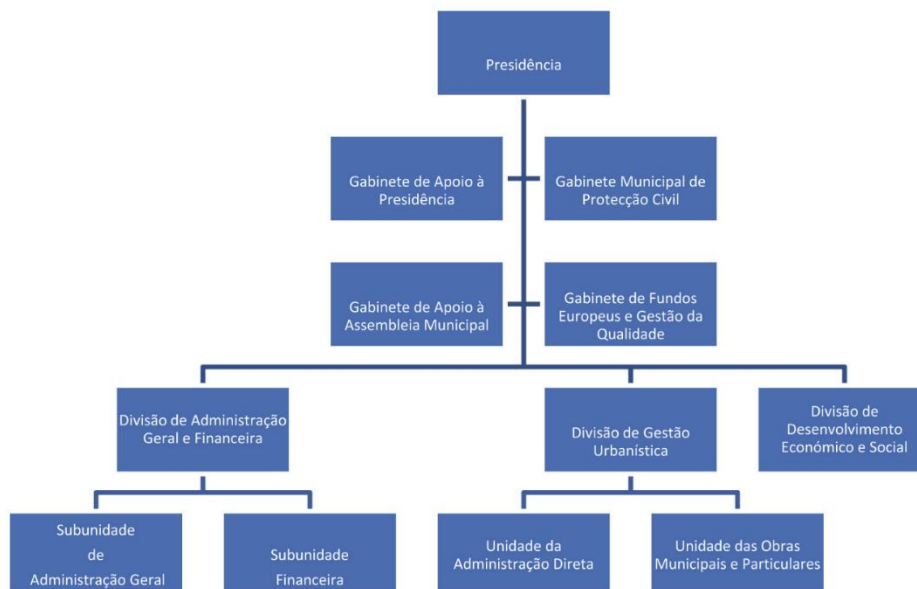 Presidência
Gabinete de Apoio à
Presidência
Gabinete Municipal de
Protecção Civil
Gabinete de Apoio à
Assembleia Municipal
Gabinete de Fundos
Europeus e Gestão da
Qualidade
Divisão de Administração
Geral e Financeira
Divisão de Gestão
Urbanística
Divisão de
Desenvolvimento
Económico e Social
Subunidade
de
Administração Geral
Subunidade
Financeira
Unidade da
Administração Direta
Unidade das Obras
Municipais e Particulares